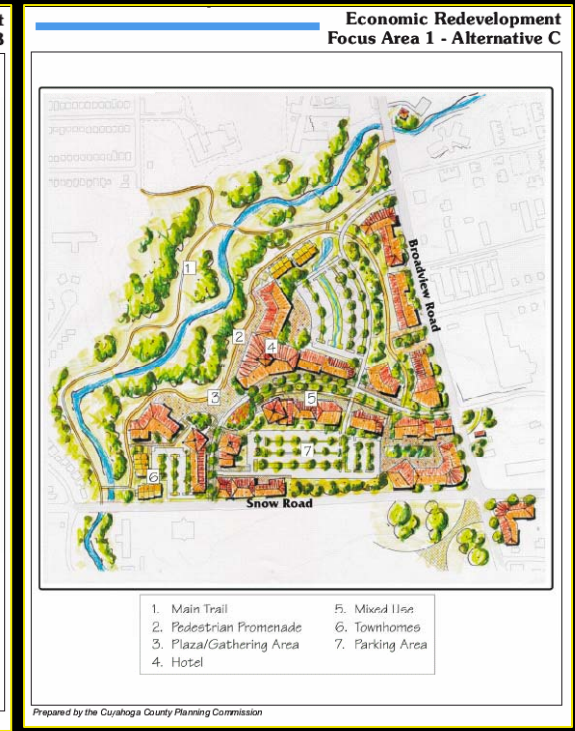 t
3
Economic Redevelopment
Focus Area 1 - Alternative C
1
Broadview Road
2
4
3
5
7
6
Snow Road
1. Main Trail
2. Pedestrian Promenade
3. Plaza/Gathering Area
4. Hotel
5. Mixed Use
6. Townhomes
7. Parking Area
Prepared by the Cuyahoga County Planning Commission